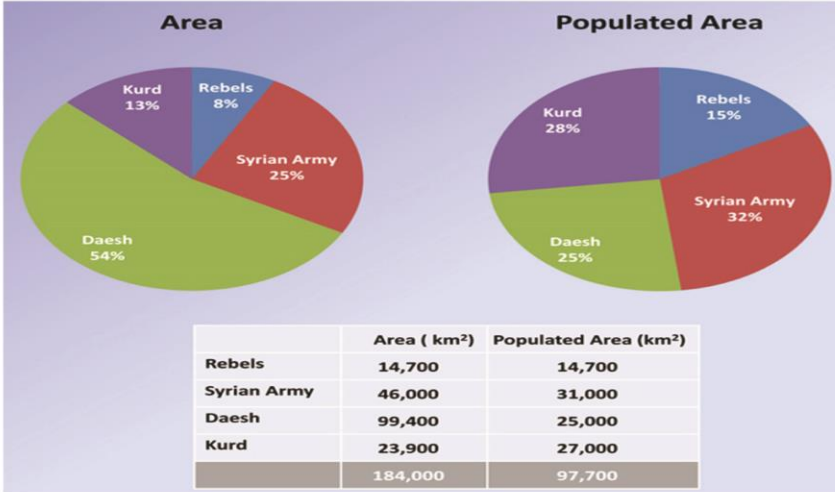 Area
Populated Area
Kurd
13%
Rebels
8%
Syrian Army
25%
Daesh
54%
Kurd
28%
Rebels
15%
Syrian Army
32%
Daesh
25%
Area ( km²) Populated Area (km²)
Rebels 14,700 14,700
Syrian Army 46,000 31,000
Daesh 99,400 25,000
Kurd 23,900 27,000
184,000 97,700